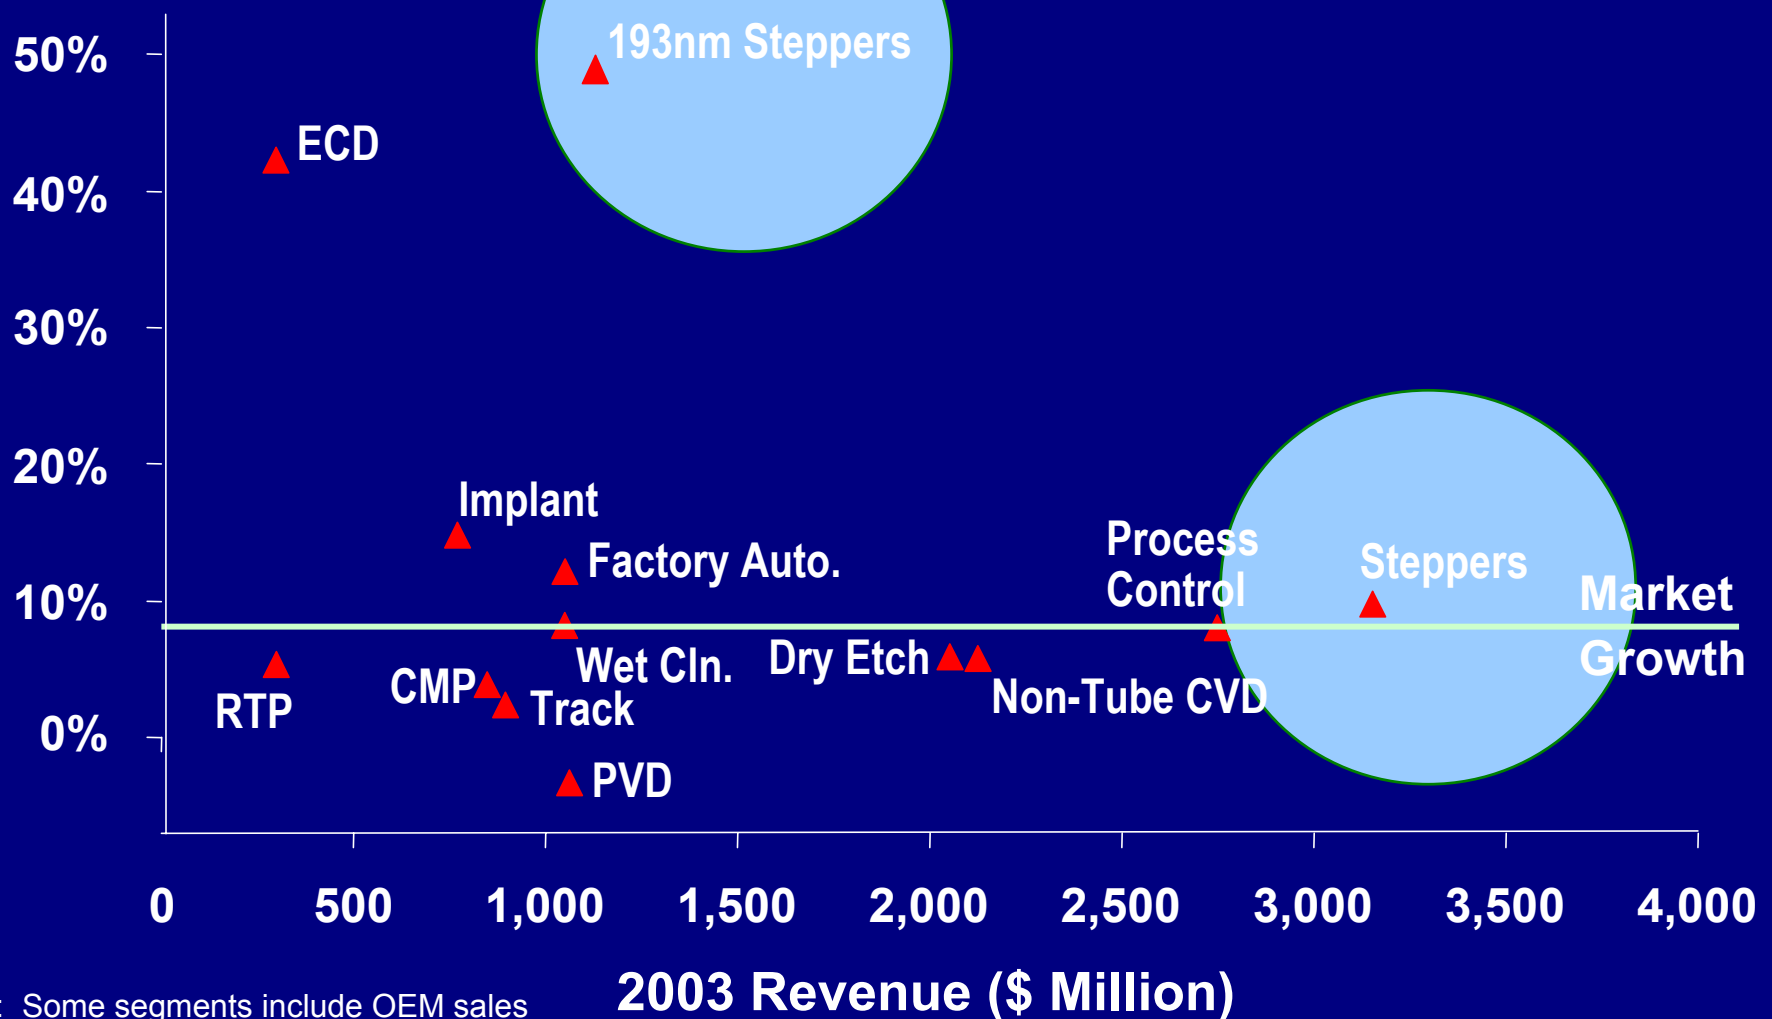 50%
193nm Steppers
ECD
40%
30%
20%
Implant
Process
Control
Factory Auto.
Steppers
10%
Market
Growth
Wet Cln.
Dry Etch
CMP
Non-Tube CVD
RTP
Track
0%
PVD
0 500 1,000 1,500 2,000 2,500 3,000 3,500 4,000
2003 Revenue ($ Million)
: Some segments include OEM sales